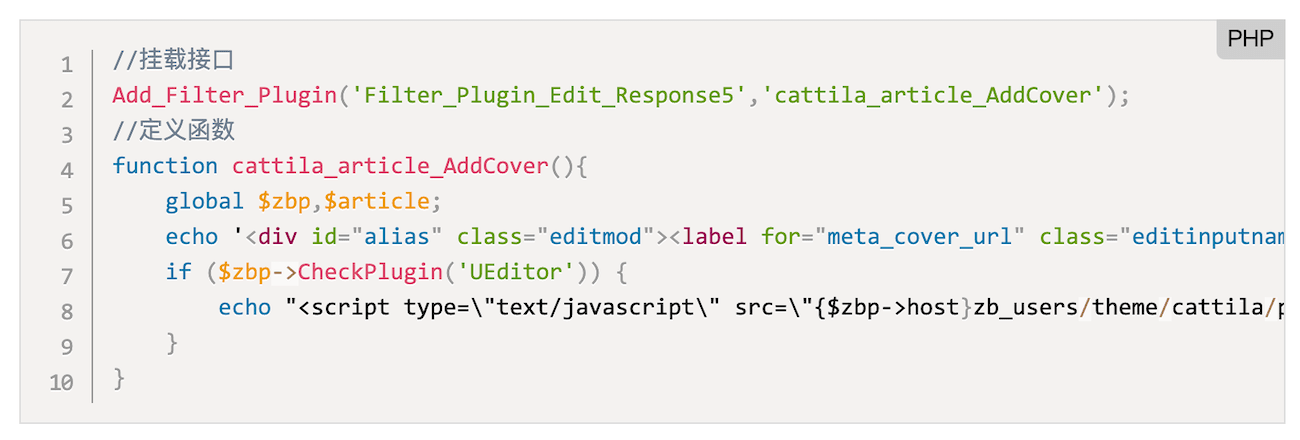 PHP
1 //挂载接口
2 Add_Filter_Plugin('Filter_Plugin_Edit_Response5','cattila_article_AddCover');
3 //定义函数
4 function cattila_article_AddCover(){
5     global $zbp,$article;
6     echo '<div id="alias" class="editmod"><label for="meta_cover_url" class="editinputnam
7     if ($zbp->CheckPlugin('UEditor')) {
8         echo "<script type=\"text/javascript\" src=\"{$zbp->host}zb_users/theme/cattila/p
9     }
10 }